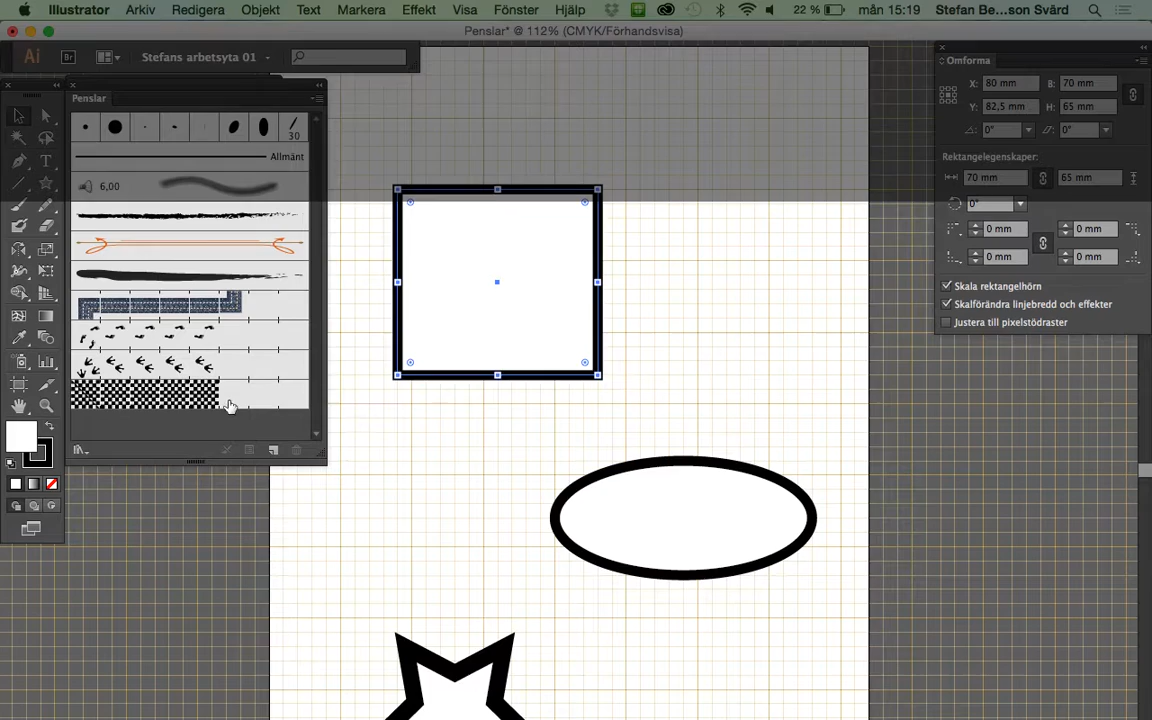 Illustrator Arkiv Redigera Objekt Text Markera Effekt Visa Fönster Hjälp 22 % mån 15:19 Stefan Be...son Svärd
Penslar* @ 112% (CMYK/Förhandsvisa)
Ai Br Stefans arbetsyta 01
Penslar
30
Allmänt
6,00
T
Omforma
X: 80 mm B: 70 mm
Y: 82,5 mm H: 65 mm
0° 0°
Rektangelegenskaper:
70 mm 65 mm
0°
0 mm 0 mm
0 mm 0 mm
Skala rektangelhörn
Skalförändra linjebredd och effekter
Justera till pixelstödraster